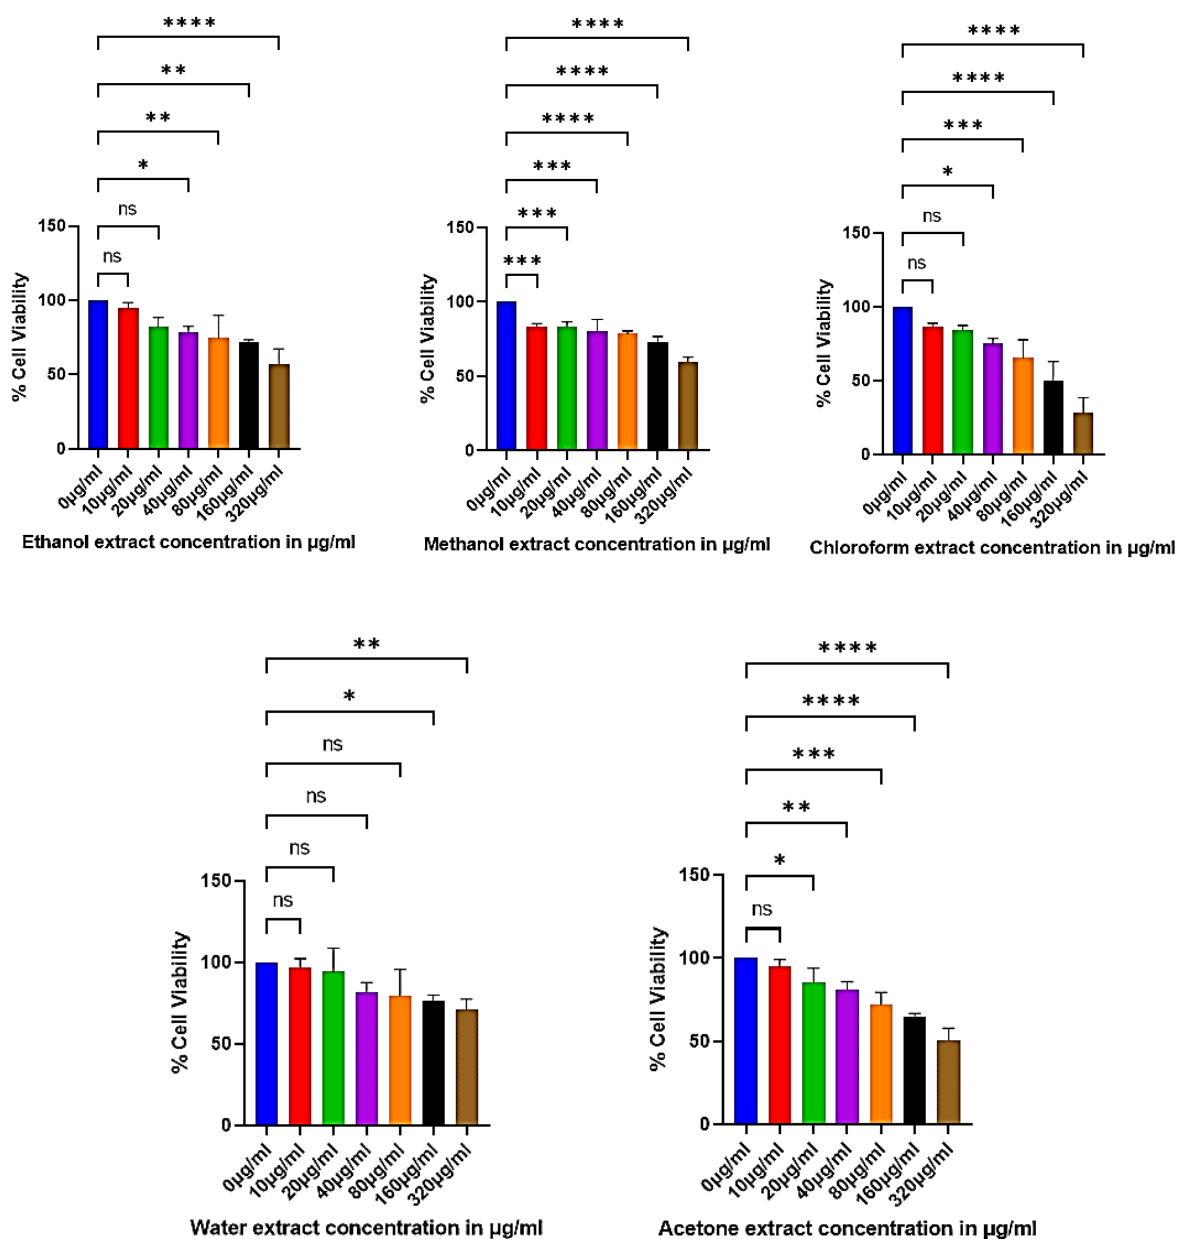 ****
**
**
*
ns
ns
150
100
50
0
% Cell Viability
0µg/ml
10µg/ml
20µg/ml
40µg/ml
80µg/ml
160µg/ml
320µg/ml
Ethanol extract concentration in µg/ml
****
****
****
***
***
***
150
100
50
0
% Cell Viability
0µg/ml
10µg/ml
20µg/ml
40µg/ml
80µg/ml
160µg/ml
320µg/ml
Methanol extract concentration in µg/ml
****
****
***
*
ns
ns
150
100
50
0
% Cell Viability
0µg/ml
10µg/ml
20µg/ml
40µg/ml
80µg/ml
160µg/ml
320µg/ml
Chloroform extract concentration in µg/ml
**
*
ns
ns
ns
ns
150
100
50
0
% Cell Viability
0µg/ml
10µg/ml
20µg/ml
40µg/ml
80µg/ml
160µg/ml
320µg/ml
Water extract concentration in µg/ml
****
****
***
**
*
ns
150
100
50
0
% Cell Viability
0µg/ml
10µg/ml
20µg/ml
40µg/ml
80µg/ml
160µg/ml
320µg/ml
Acetone extract concentration in µg/ml